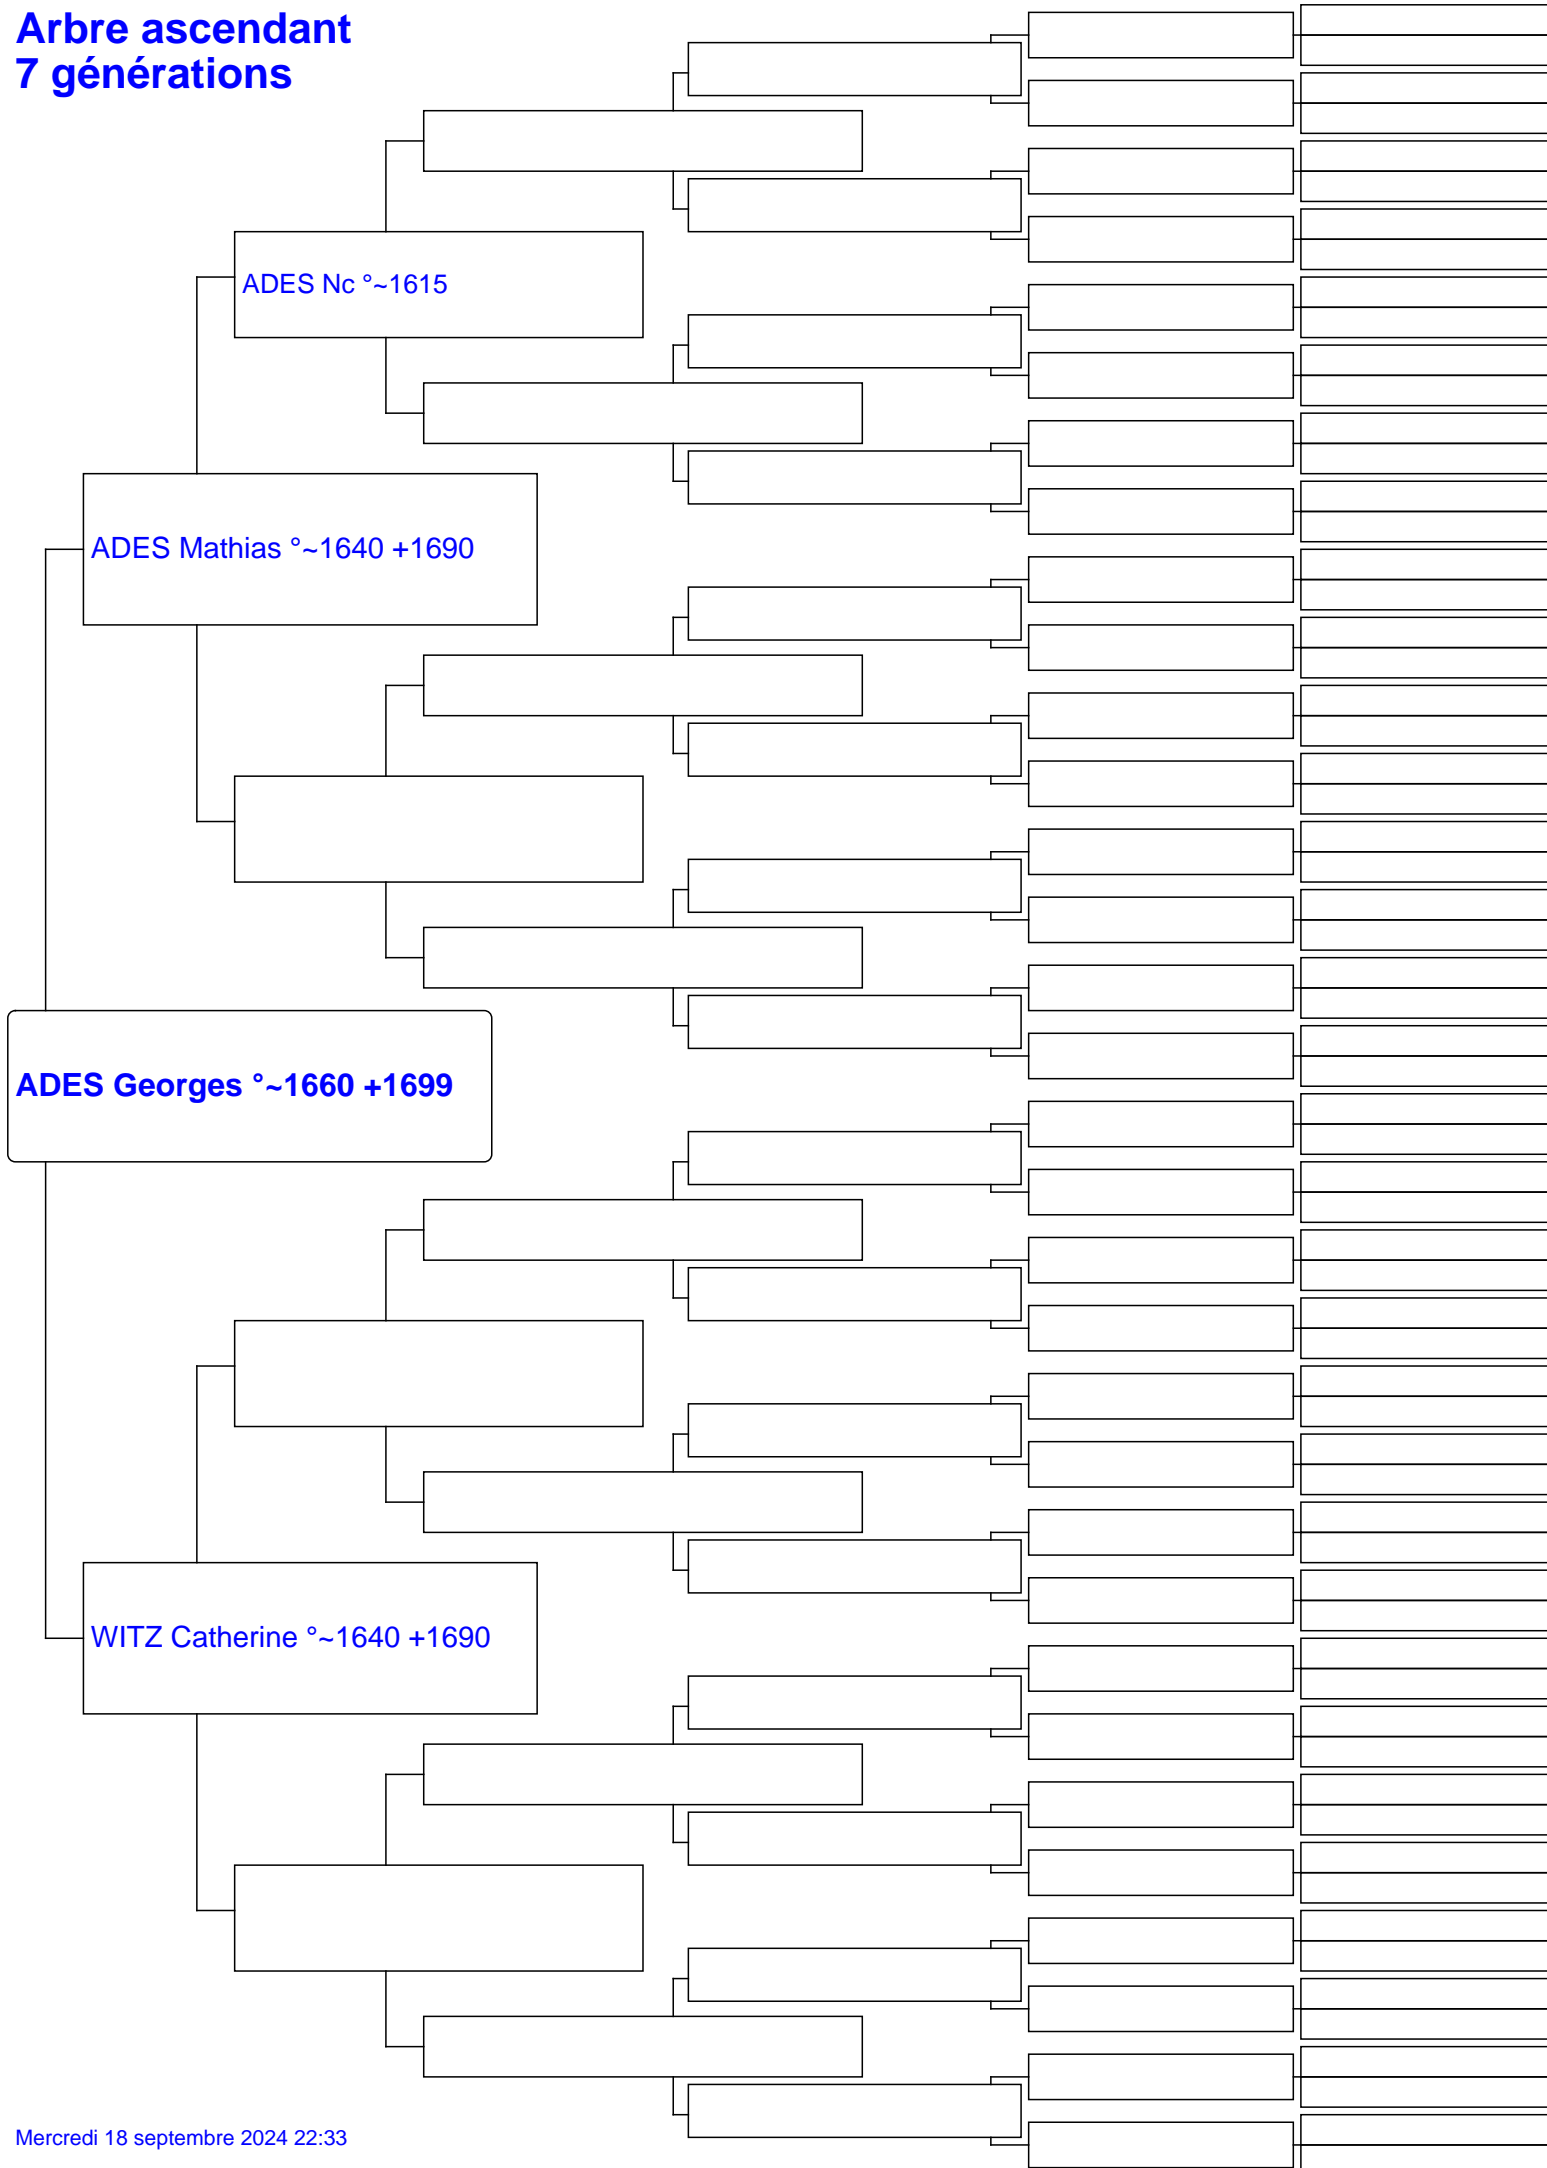 Arbre ascendant
7 générations
ADES Nc °~1615
ADES Mathias °~1640 +1690
ADES Georges °~1660 +1699
WITZ Catherine °~1640 +1690
Mercredi 18 septembre 2024 22:33